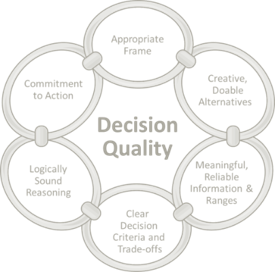 Appropriate
Frame
Creative,
Doable
Alternatives
Meaningful,
Reliable
Information &
Ranges
Clear
Decision
Criteria and
Trade-offs
Logically
Sound
Reasoning
Commitment
to Action
Decision
Quality